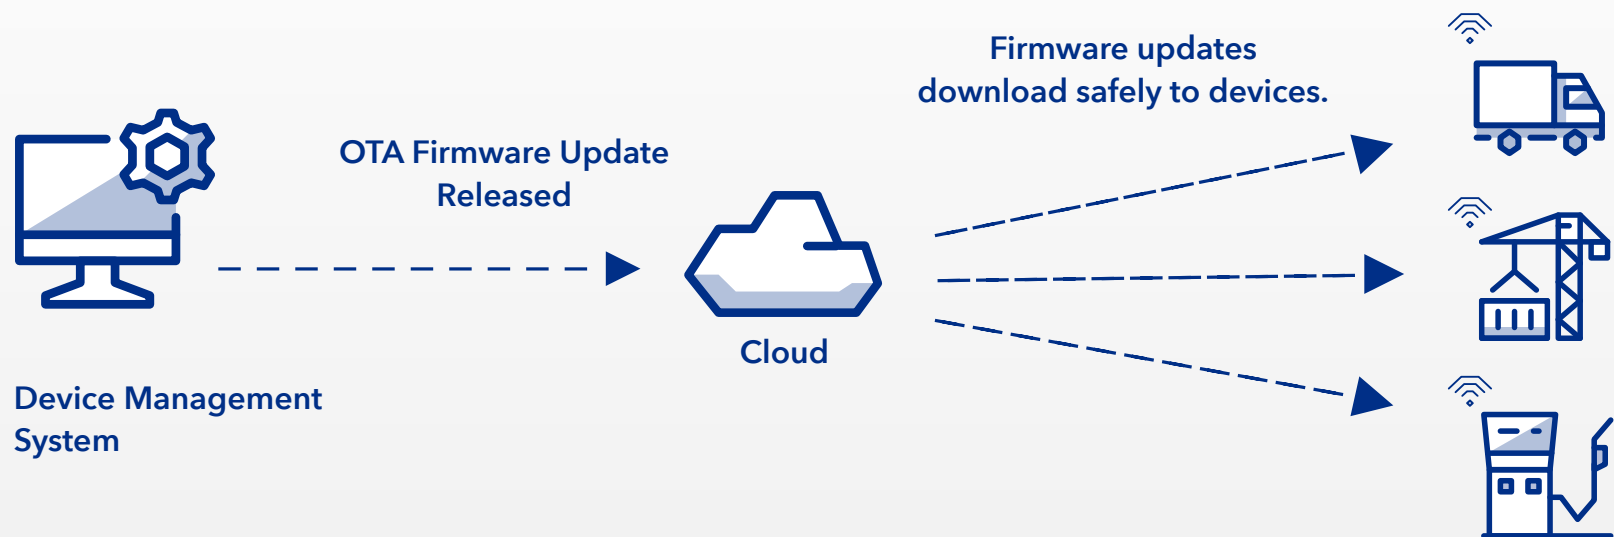 Firmware updates
download safely to devices.
OTA Firmware Update
Released
Cloud
Device Management
System